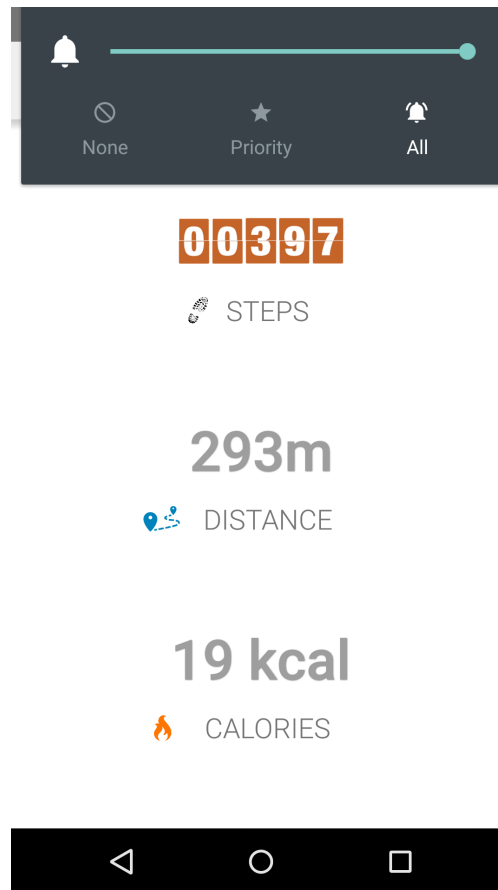 None Priority All
00397
STEPS
293m
DISTANCE
19 kcal
CALORIES